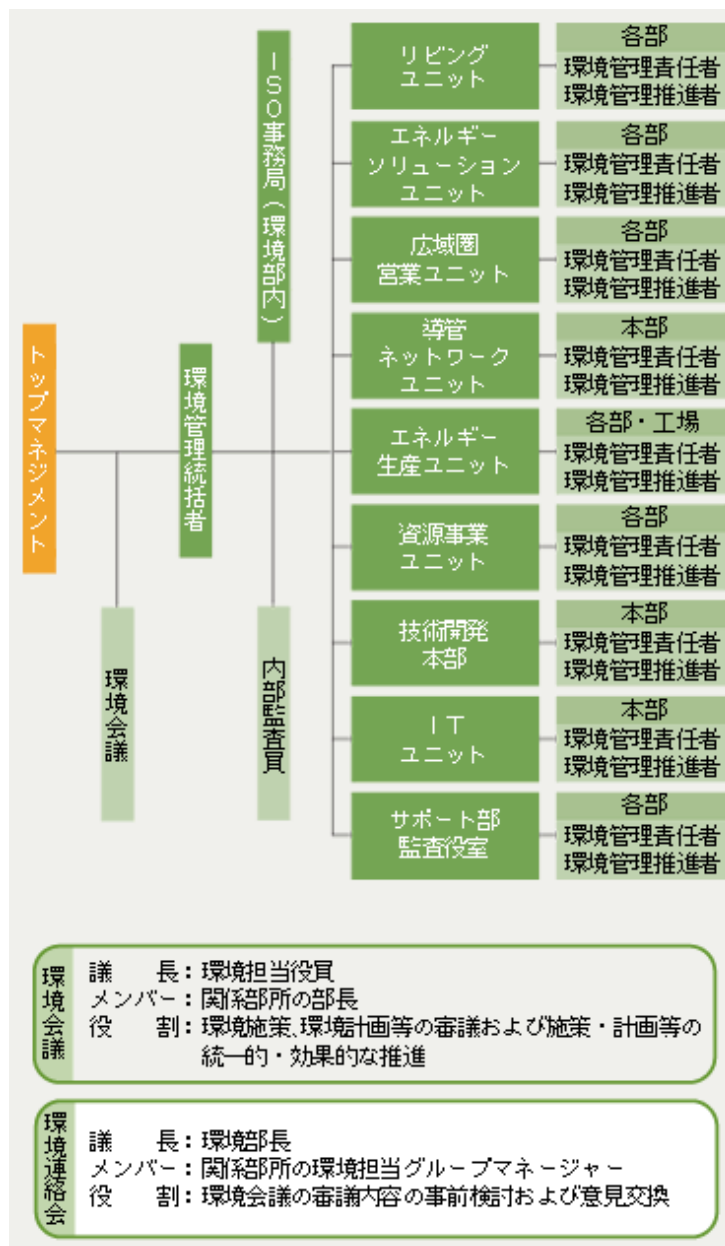 トップマネジメント
環境会議
環境管理統括者
ISO事務局(環境部内)
内部監査員
リビング
ユニット
各部
環境管理責任者
環境管理推進者
エネルギー
ソリューション
ユニット
各部
環境管理責任者
環境管理推進者
広域圏
営業ユニット
各部
環境管理責任者
環境管理推進者
導管
ネットワーク
ユニット
本部
環境管理責任者
環境管理推進者
エネルギー
生産ユニット
各部・工場
環境管理責任者
環境管理推進者
資源事業
ユニット
各部
環境管理責任者
環境管理推進者
技術開発
本部
本部
環境管理責任者
環境管理推進者
IT
ユニット
本部
環境管理責任者
環境管理推進者
サポート部
監査役室
各部
環境管理責任者
環境管理推進者
環境会議
議 長:環境担当役員
メンバー:関係部所の部長
役 割:環境施策、環境計画等の審議および施策・計画等の
統一的・効果的な推進
環境連絡会
議 長:環境部長
メンバー:関係部所の環境担当グループマネージャー
役 割:環境会議の審議内容の事前検討および意見交換